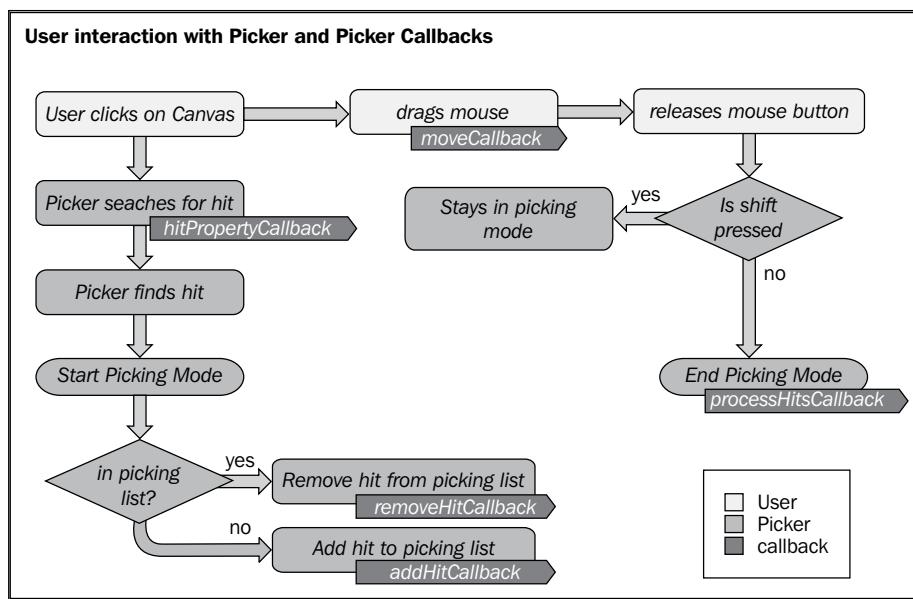 User interaction with Picker and Picker Callbacks
User clicks on Canvas
drags mouse
moveCallback
releases mouse button
Picker seaches for hit
hitPropertyCallback
Stays in picking
mode
yes
Is shift
pressed
no
Picker finds hit
Start Picking Mode
End Picking Mode
processHitsCallback
in picking
list?
yes
Remove hit from picking list
removeHitCallback
no
Add hit to picking list
addHitCallback
User
Picker
callback